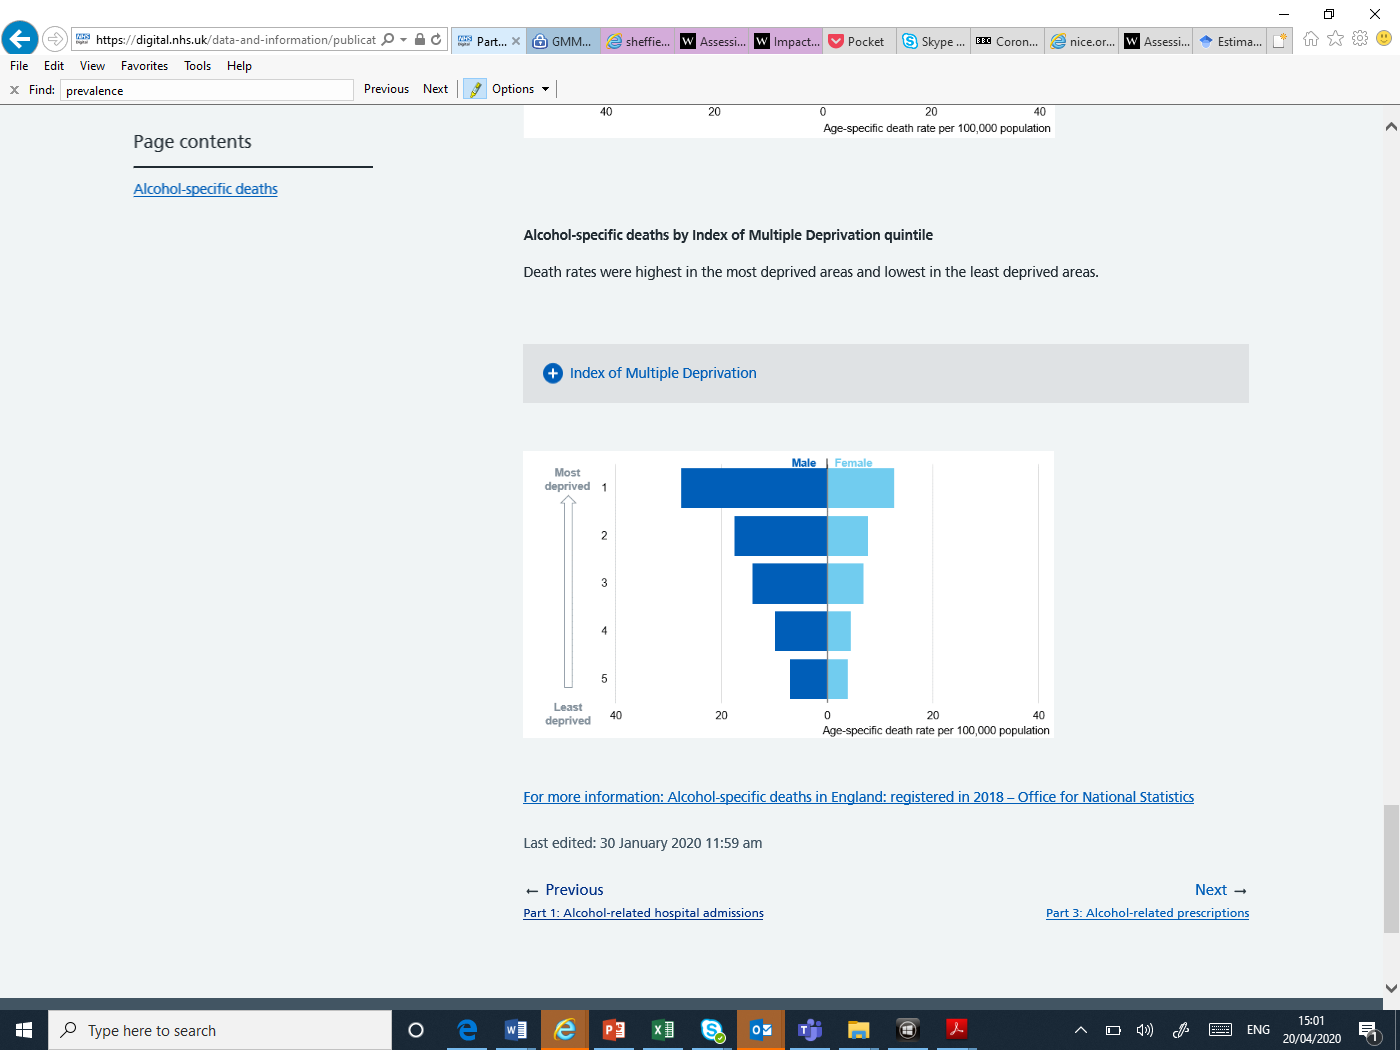 https://digital.nhs.uk/data-and-information/publicat
Part...
GMM...
sheffie...
Assessi...
Impact...
Pocket
Skype ...
BBC Coron...
nice.or...
Assessi...
Estima...
File Edit View Favorites Tools Help
Find: prevalence Previous Next Options
40 20 0 20 40
Age-specific death rate per 100,000 population
Page contents
Alcohol-specific deaths
Alcohol-specific deaths by Index of Multiple Deprivation quintile
Death rates were highest in the most deprived areas and lowest in the least deprived areas.
Index of Multiple Deprivation
Male Female
Most
deprived
1
2
3
4
5
Least
deprived
40 20 0 20 40
Age-specific death rate per 100,000 population
For more information: Alcohol-specific deaths in England: registered in 2018 – Office for National Statistics
Last edited: 30 January 2020 11:59 am
← Previous
Part 1: Alcohol-related hospital admissions
Next →
Part 3: Alcohol-related prescriptions
Type here to search
ENG
15:01
20/04/2020
1